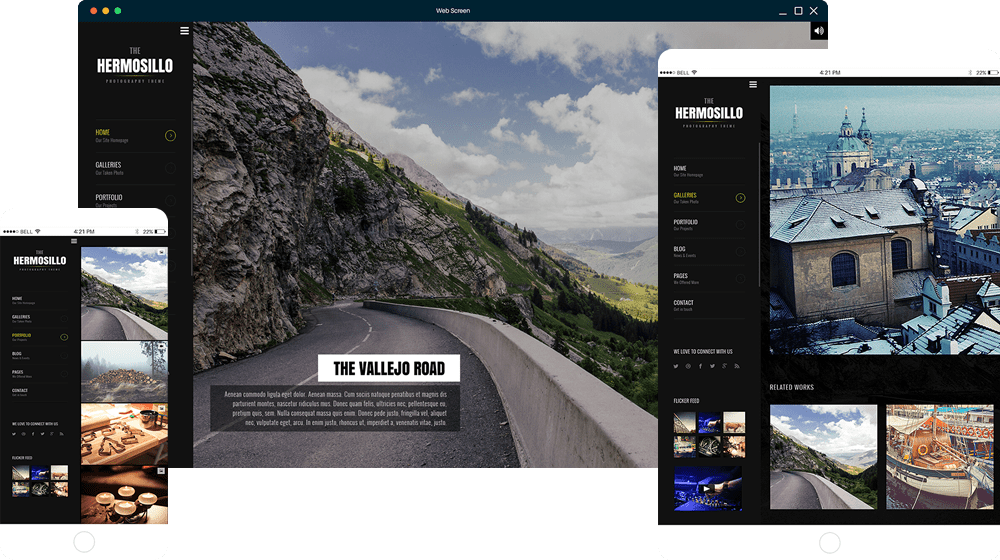 Web Screen
THE
HERMOSILLO
PHOTOGRAPHY THEME
HOME
Our Site Homepage
GALLERIES
Our Taken Photo
PORTFOLIO
Our Projects
THE VALLEJO ROAD
Aenean commodo ligula eget dolor. Aenean massa. Cum sociis natoque penatibus et magnis dis
parturient montes, nascetur ridiculus mus. Donec quam felis, ultricies nec, pellentesque eu,
pretium quis, sem. Nulla consequat massa quis enim. Donec pede justo, fringilla vel, aliquet
nec, vulputate eget, arcu. In enim justo, rhoncus ut, imperdiet a, venenatis vitae, justo.
BELL 4:21 PM 22%
THE
HERMOSILLO
PHOTOGRAPHY THEME
HOME
Our Site Homepage
GALLERIES
Our Taken Photo
PORTFOLIO
Our Projects
BLOG
News & Events
PAGES
We Offered More
CONTACT
Get in touch
WE LOVE TO CONNECT WITH US
FLICKER FEED
BELL 4:21 PM 22%
THE
HERMOSILLO
PHOTOGRAPHY THEME
HOME
Our Site Homepage
GALLERIES
Our Taken Photo
PORTFOLIO
Our Projects
BLOG
News & Events
PAGES
We Offered More
CONTACT
Get in touch
WE LOVE TO CONNECT WITH US
FLICKER FEED
RELATED WORKS